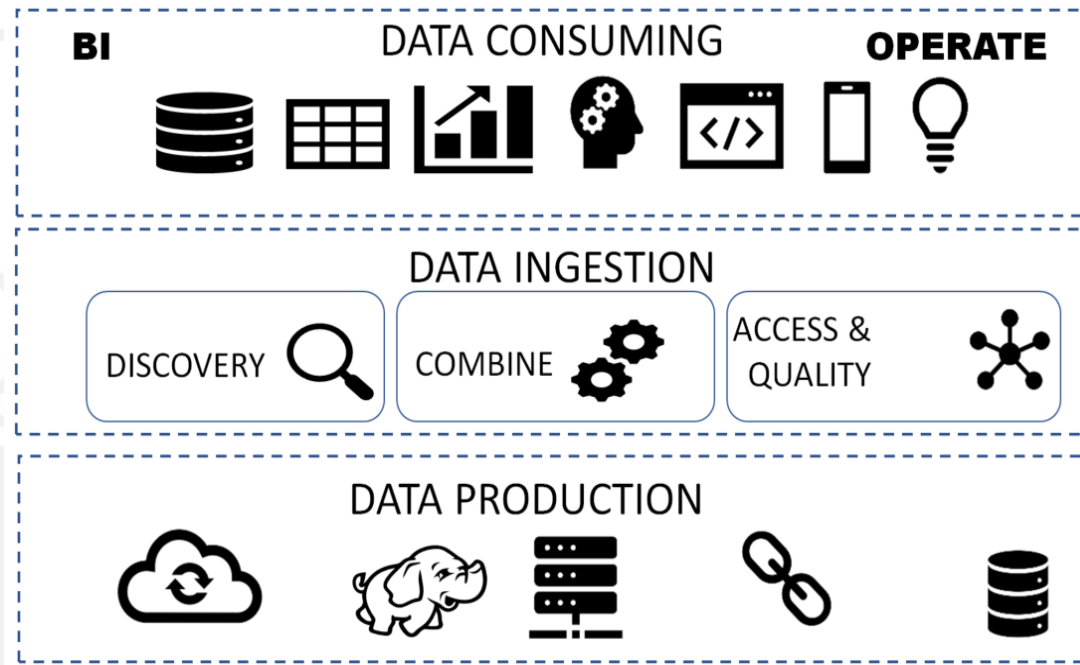 BI
DATA CONSUMING
OPERATE
</>
DATA INGESTION
DISCOVERY
COMBINE
ACCESS &
QUALITY
DATA PRODUCTION